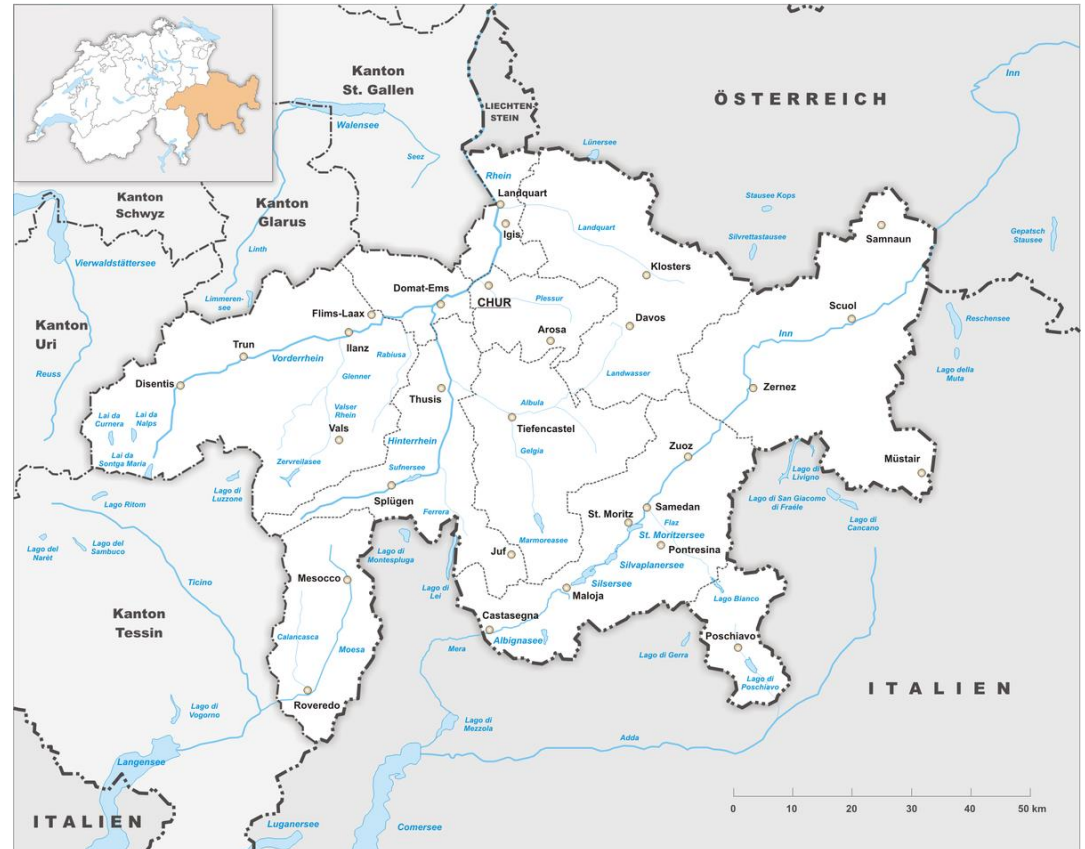 Kanton
St. Gallen
LIECHTEN
STEIN
ÖSTERREICH
Inn
Walensee
Seez
Lünersee
Rhein
Landquart
Igis
Landquart
Stausee Kops
Silvrettastausee
Samnaun
Gepatsch
Stausee
Kanton
Schwyz
Kanton
Glarus
Linth
Vierwaldstättersee
Limmeren-
see
Klosters
Domat-Ems
CHUR
Plessur
Scuol
Reschensee
Kanton
Uri
Flims-Laax
Arosa
Davos
Inn
Trun
Ilanz
Vorderrhein
Rabiusa
Lago della
Muta
Reuss
Disentis
Glenner
Thusis
Landwasser
Zernez
Lai da
Curnera
Lai da
Nalps
Valser
Rhein
Vals
Albula
Tiefencastel
Lai da
Sontga Maria
Hinterrhein
Gelgia
Zuoz
Müstair
Zervreilasee
Sufnersee
Lago di
Livigno
Lago di
Luzzone
Lago Ritom
Splügen
Ferrera
St. Moritz
Samedan
Lago di San Giacomo
di Fraéle
Lago di
Cancano
Flaz
St. Moritzersee
Lago del
Narèt
Lago del
Sambuco
Lago di
Montespluga
Marmoreasee
Juf
Pontresina
Silvaplanersee
Ticino
Mesocco
Lago di
Lei
Silsersee
Maloja
Lago Bianco
Kanton
Tessin
Castasegna
Calancasca
Moesa
Mera
Albignasee
Lago di Gerra
Poschiavo
Lago di
Poschiavo
ITALIEN
Roveredo
Lago di
Vogorno
Lago di
Mezzola
Adda
Langensee
ITALIEN
Luganersee
Comersee
0 10 20 30 40 50 km